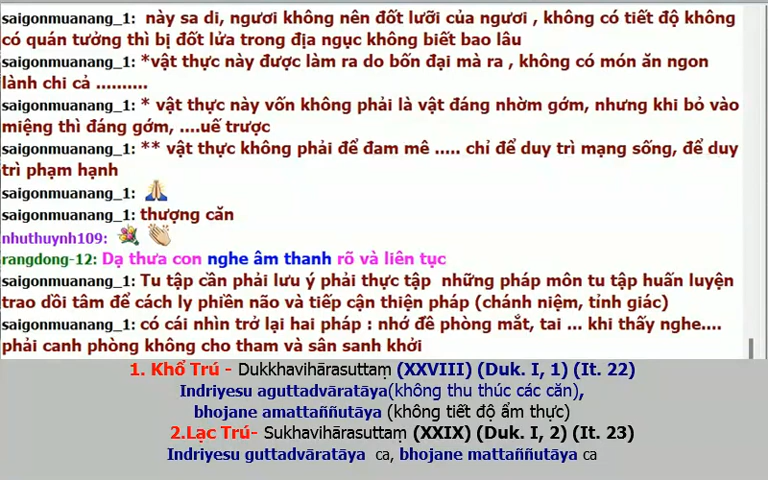 saigonmuanang_1: này sa di, ngươi không nên đốt lưỡi của ngươi , không có tiết độ không
có quán tưởng thì bị đốt lửa trong địa ngục không biết bao lâu
saigonmuanang_1: *vật thực này được làm ra do bốn đại mà ra , không có món ăn ngon
lành chi cả ..........
saigonmuanang_1: * vật thực này vốn không phải là vật đáng nhờm gớm, nhưng khi bỏ vào
miệng thì đáng gớm, ....uế trược
saigonmuanang_1: ** vật thực không phải để đam mê ..... chỉ để duy trì mạng sống, để duy
trì phạm hạnh
saigonmuanang_1: 🙏
saigonmuanang_1: thượng căn
nhuthuynh109: 💐 👏
rangdong-12: Dạ thưa con nghe âm thanh rõ và liên tục
saigonmuanang_1: Tu tập cần phải lưu ý phải thực tập những pháp môn tu tập huấn luyện
trao dồi tâm để cách ly phiền não và tiếp cận thiện pháp (chánh niệm, tỉnh giác)
saigonmuanang_1: có cái nhìn trở lại hai pháp : nhớ đề phòng mắt, tai ... khi thấy nghe....
phải canh phòng không cho tham và sân sanh khởi
1. Khổ Trú - Dukkhavihārasuttaṃ (XXVIII) (Duk. I, 1) (It. 22)
Indriyesu aguttadvāratāya(không thu thúc các căn),
bhojane amattaññutāya (không tiết độ ẩm thực)
2.Lạc Trú- Sukhavihārasuttaṃ (XXIX) (Duk. I, 2) (It. 23)
Indriyesu guttadvāratāya ca, bhojane mattaññutāya ca